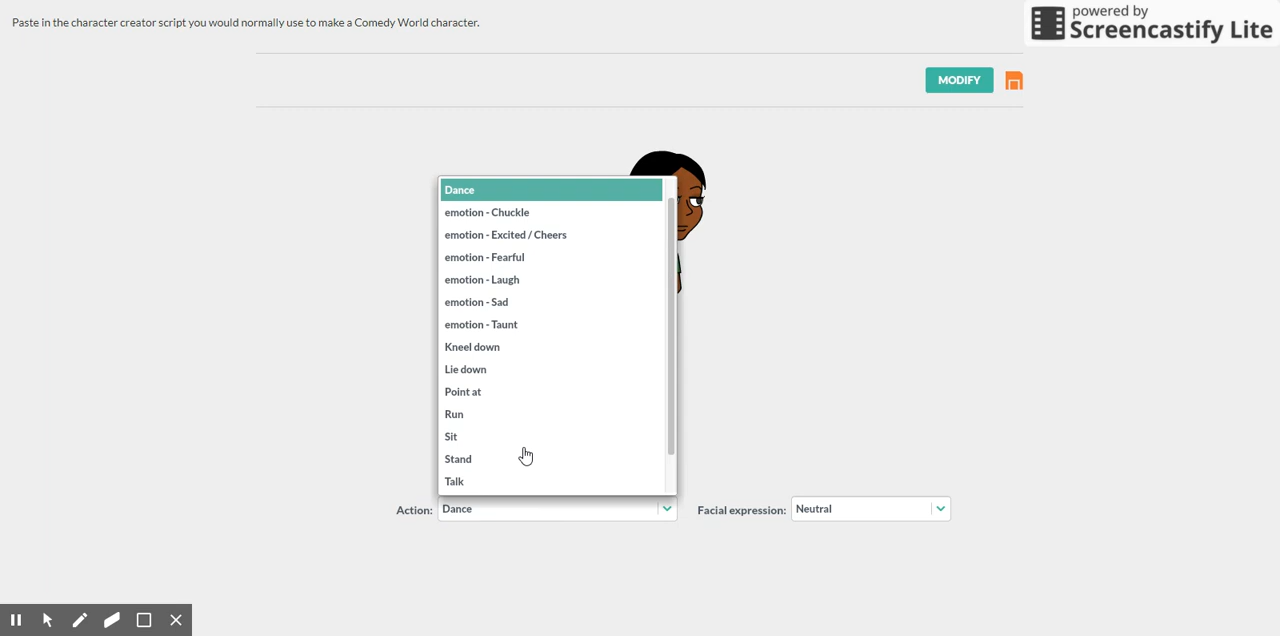 Paste in the character creator script you would normally use to make a Comedy World character.
powered by
Screencastify Lite
MODIFY
Dance
emotion - Chuckle
emotion - Excited / Cheers
emotion - Fearful
emotion - Laugh
emotion - Sad
emotion - Taunt
Kneel down
Lie down
Point at
Run
Sit
Stand
Talk
Action: Dance
Facial expression: Neutral